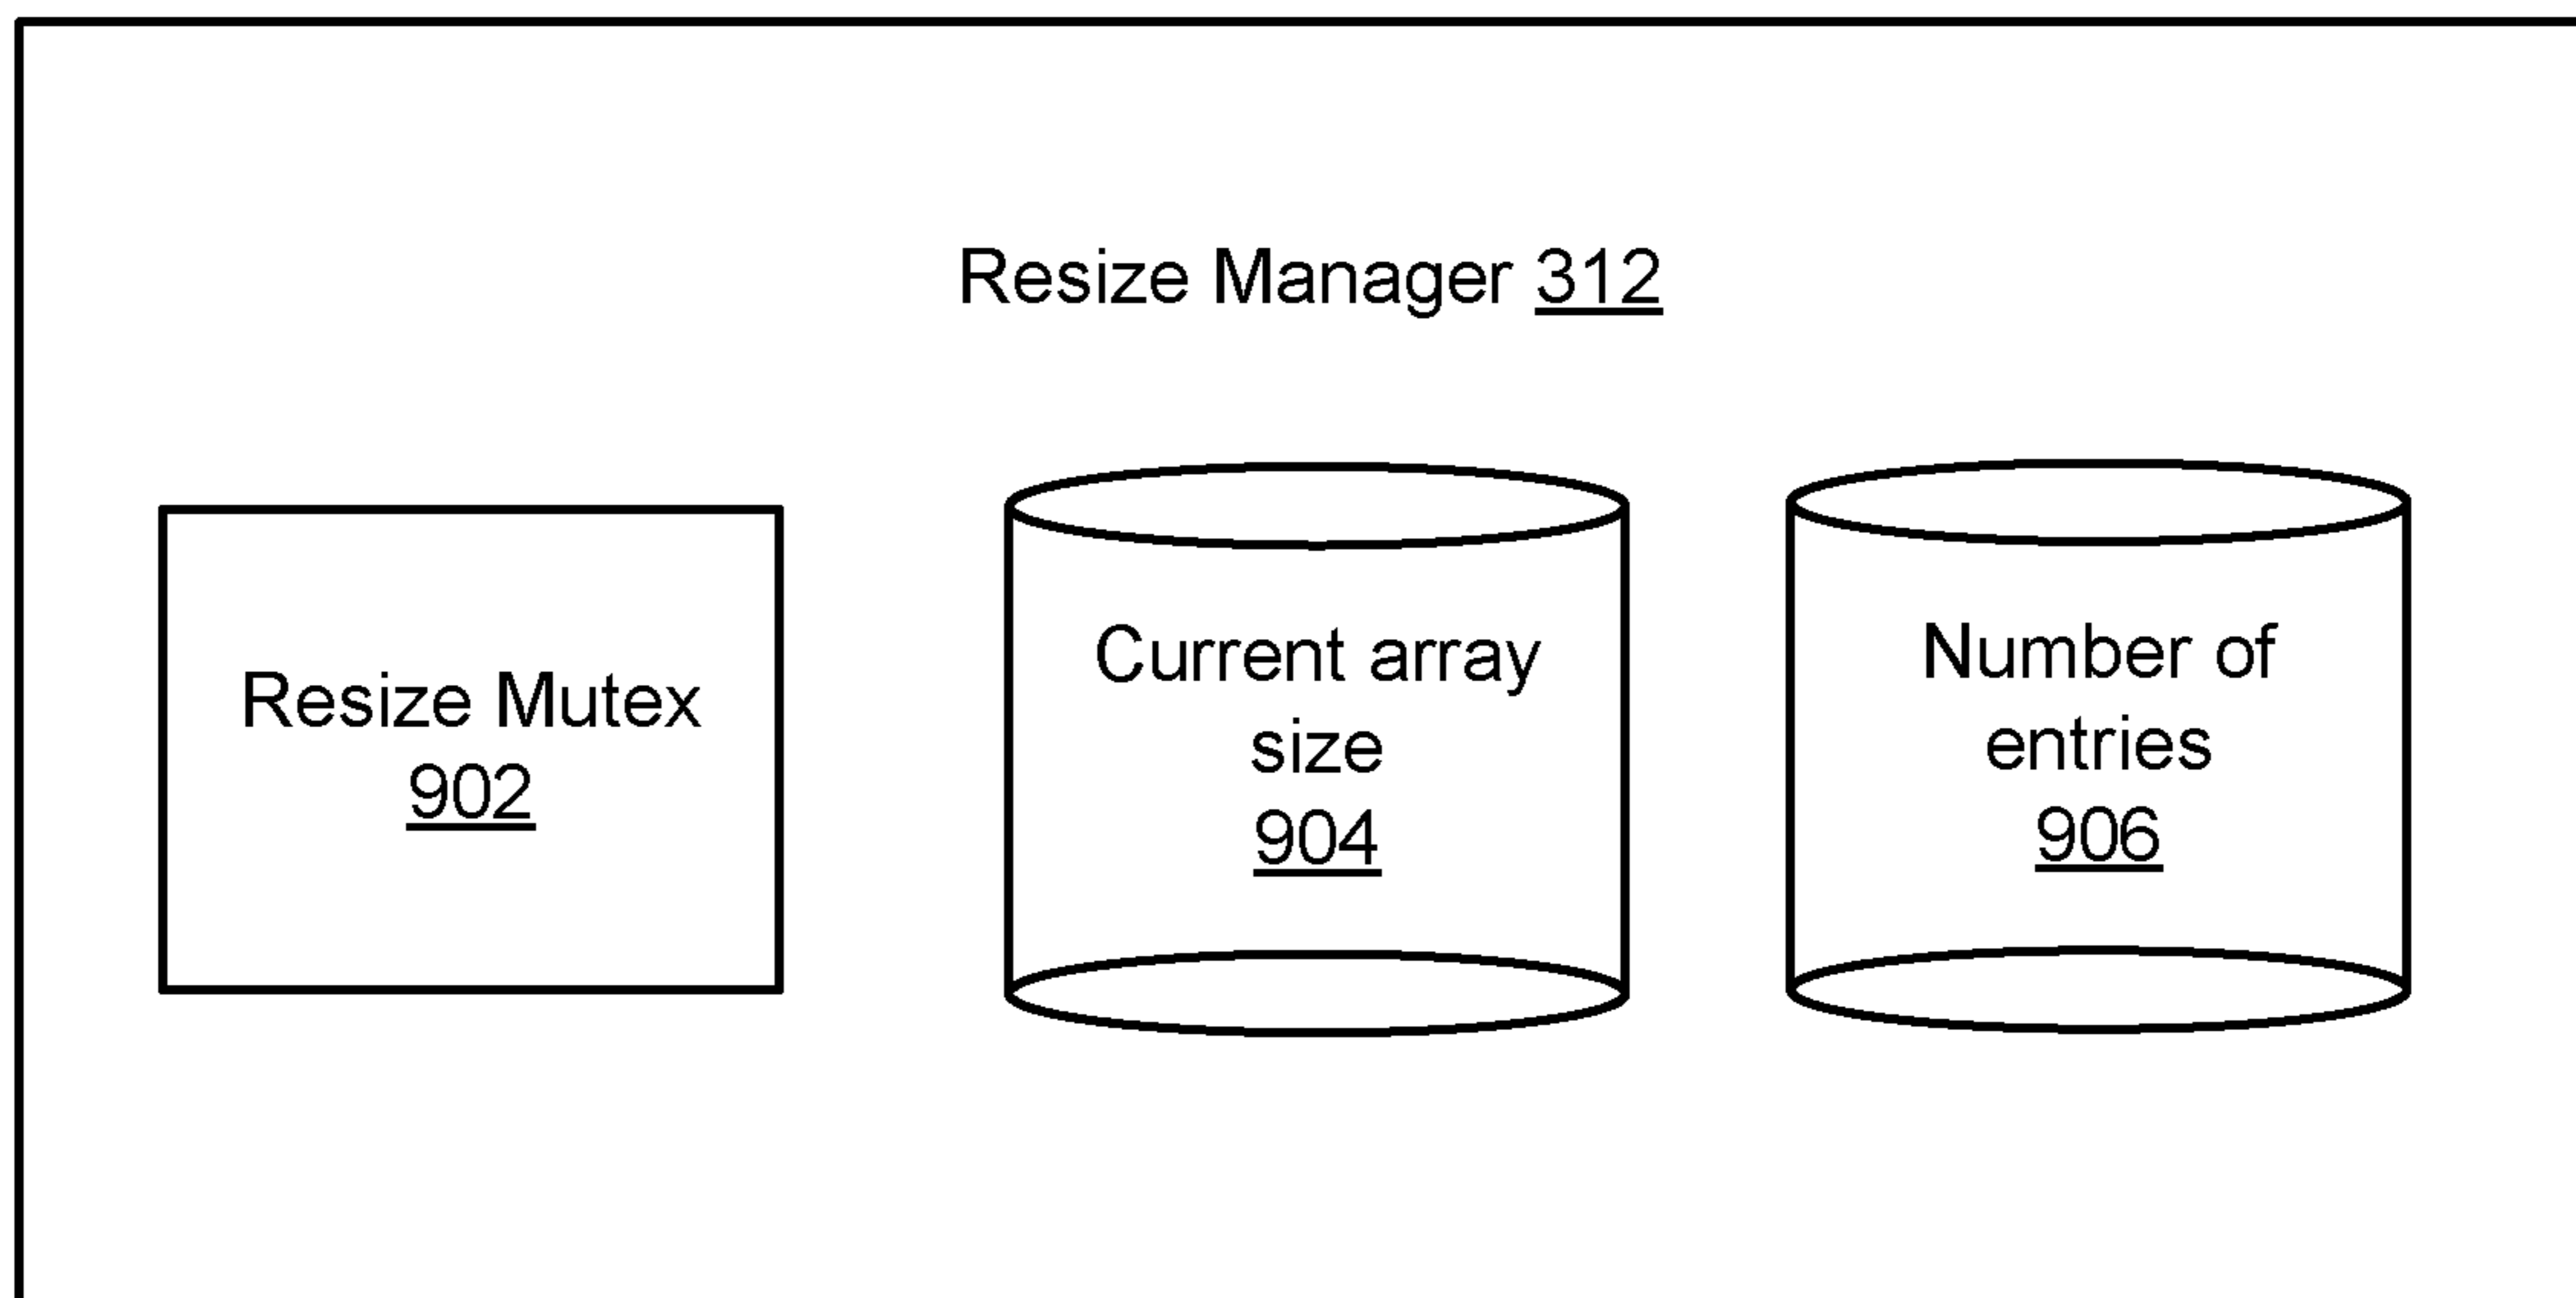 Resize Manager 312
Resize Mutex
902
Current array
size
904
Number of
entries
906